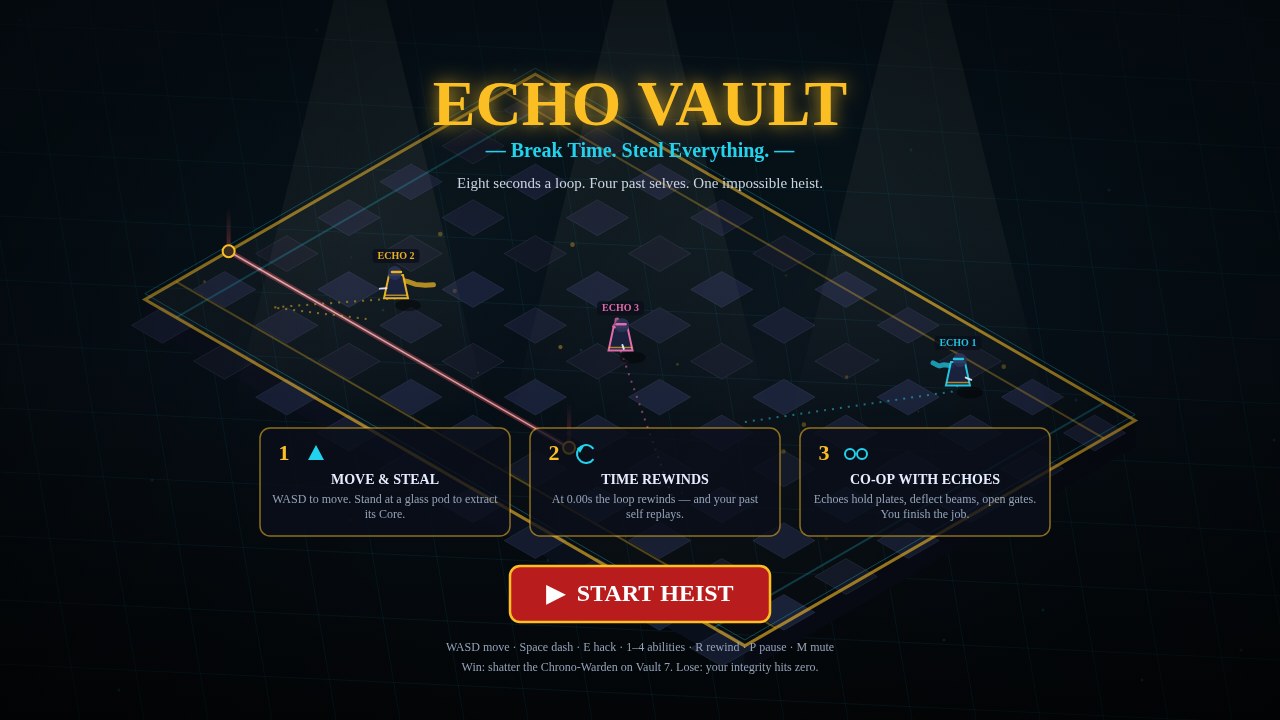 ECHO VAULT
— Break Time. Steal Everything. —
Eight seconds a loop. Four past selves. One impossible heist.
ECHO 2
ECHO 3
ECHO 1
1
MOVE & STEAL
WASD to move. Stand at a glass pod to extract
its Core.
2
TIME REWINDS
At 0.00s the loop rewinds — and your past
self replays.
3
CO-OP WITH ECHOES
Echoes hold plates, deflect beams, open gates.
You finish the job.
▶ START HEIST
WASD move · Space dash · E hack · 1–4 abilities · R rewind · P pause · M mute
Win: shatter the Chrono-Warden on Vault 7. Lose: your integrity hits zero.